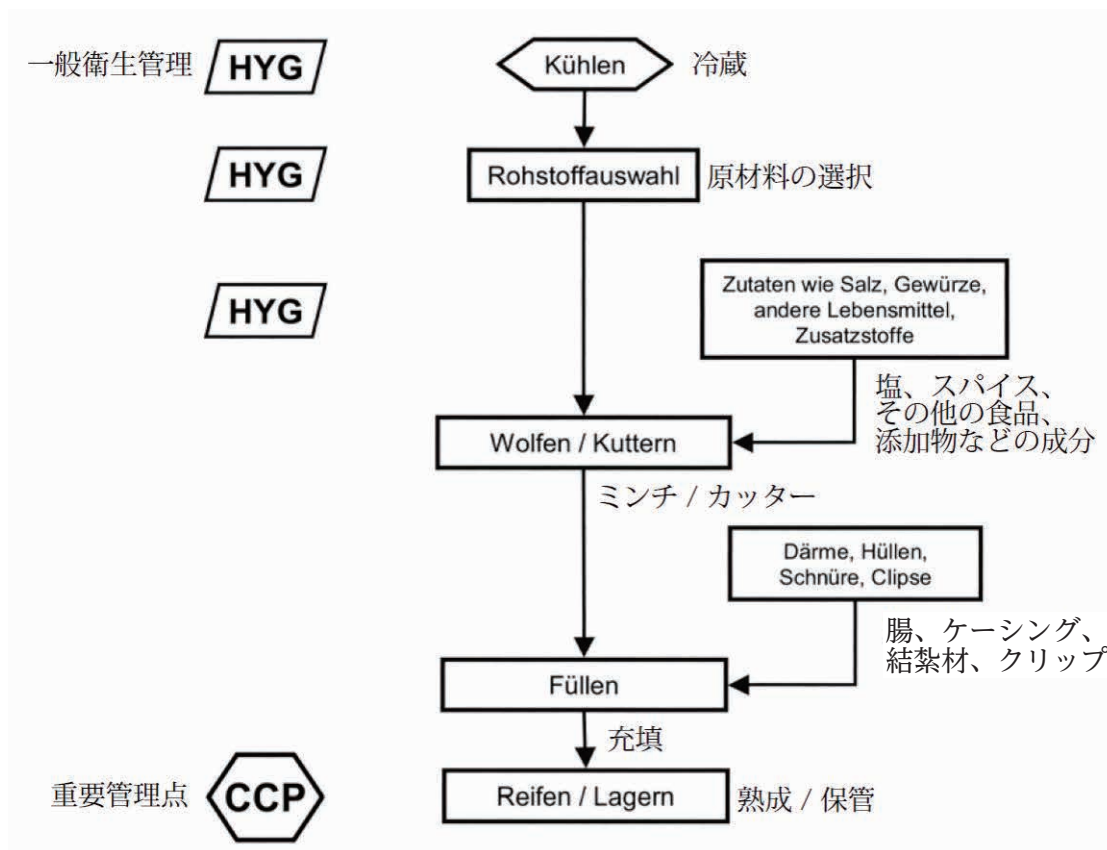 一般衛生管理
HYG
Kühlen
冷蔵
HYG
Rohstoffauswahl
原材料の選択
HYG
Zutaten wie Salz, Gewürze,
andere Lebensmittel,
Zusatzstoffe
塩、スパイス、
その他の食品、
添加物などの成分
Wolfen / Kuttern
ミンチ / カッター
Därme, Hüllen,
Schnüre, Clipse
腸、ケーシング、
結紮材、クリップ
Füllen
充填
重要管理点
CCP
Reifen / Lagern
熟成 / 保管